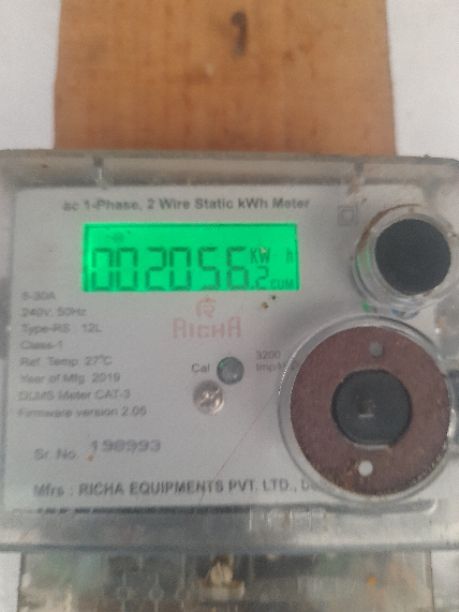 ac 1-Phase, 2 Wire Static kWh Meter
002056.2 KW h
CUM
5-30A
240V, 50Hz
Type-RS : 12L
Class-1
Ref. Temp. 27°C
Year of Mfg. 2019
DLMS Meter CAT-3
Firmware version 2.05
RICHA
Cal
3200
Sr. No. 198993
Mfrs : RICHA EQUIPMENTS PVT. LTD.,